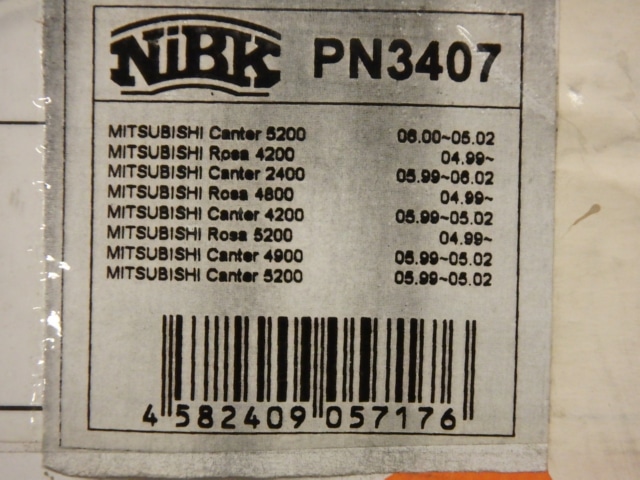 NiBK PN3407
MITSUBISHI Canter 5200 06.00~05.02
MITSUBISHI Rosa 4200 04.99~
MITSUBISHI Canter 2400 05.99~06.02
MITSUBISHI Rosa 4800 04.99~
MITSUBISHI Canter 4200 05.99~05.02
MITSUBISHI Rosa 5200 04.99~
MITSUBISHI Canter 4900 05.99~05.02
MITSUBISHI Canter 5200 05.99~05.02
4 582409 057176